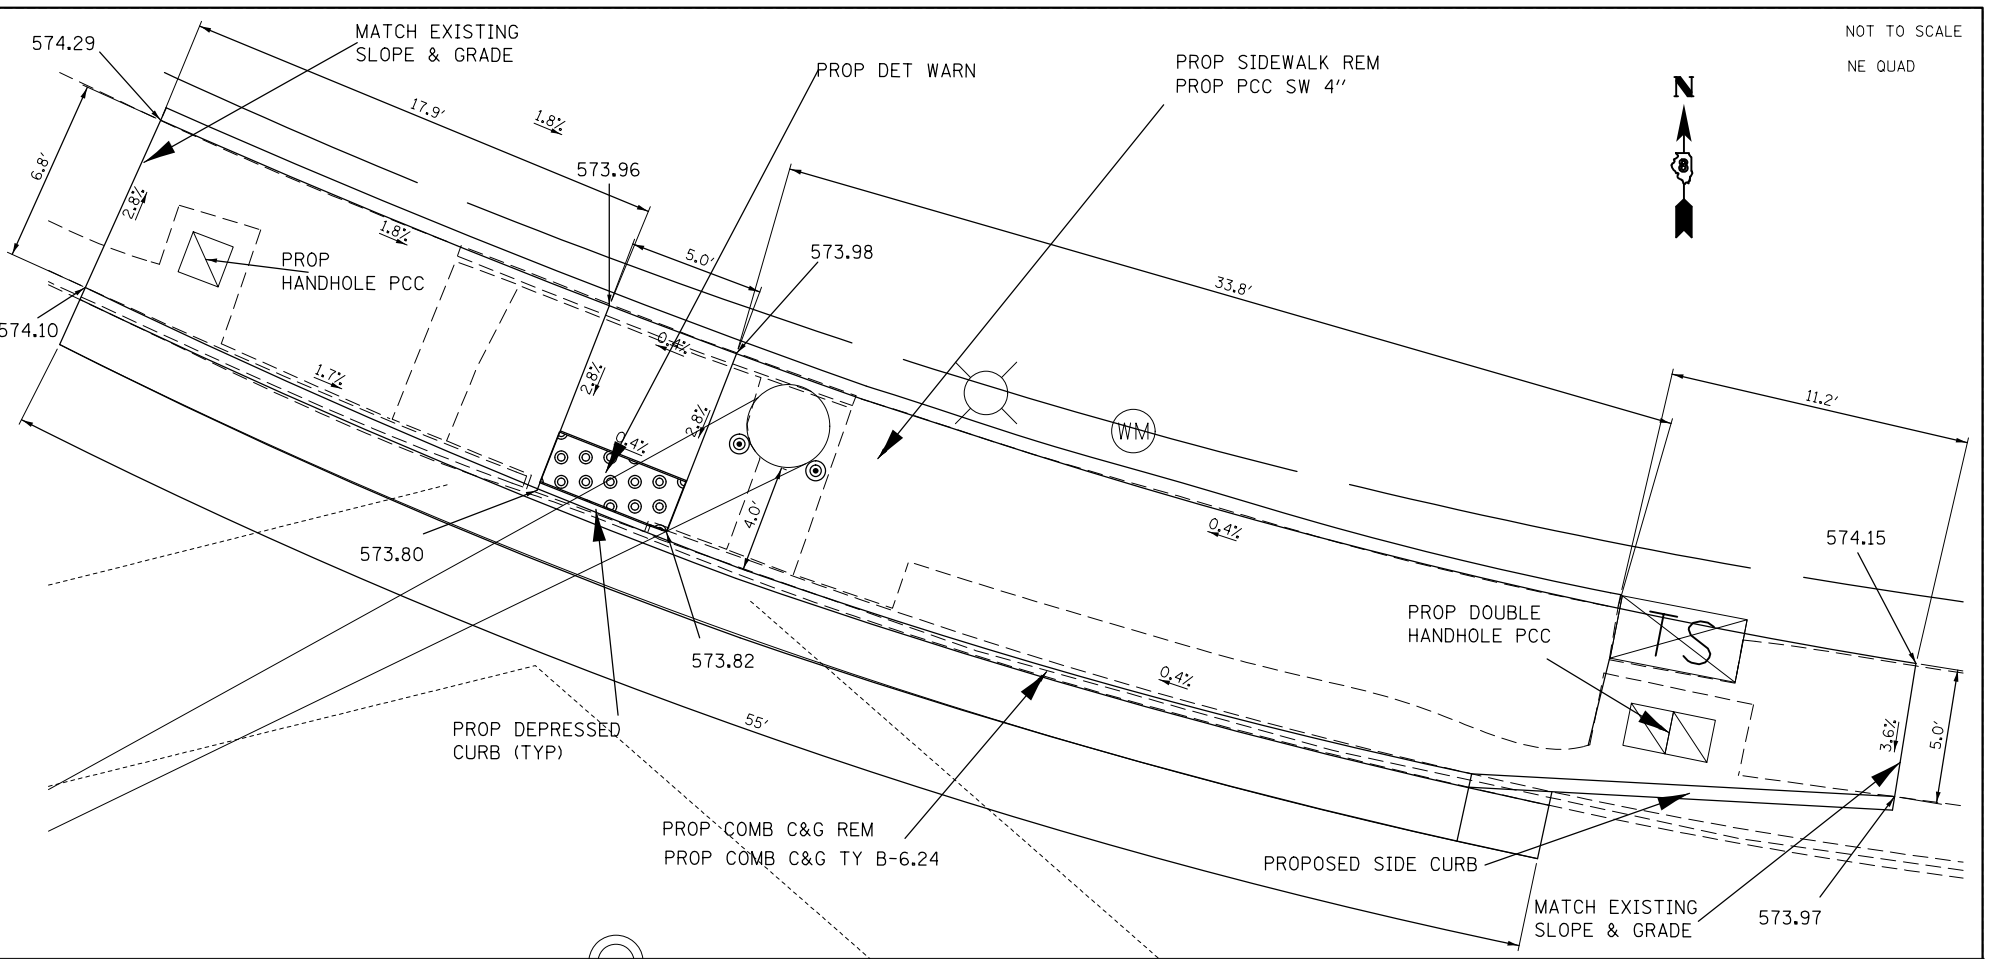 NOT TO SCALE
NE QUAD
574.29
MATCH EXISTING
SLOPE & GRADE
PROP DET WARN
PROP SIDEWALK REM
PROP PCC SW 4"
N
8
17.9'
1.8%
573.96
6.8'
2.8%
1.8%
PROP
HANDHOLE PCC
5.0'
573.98
33.8'
574.10
0.4%
1.7%
2.8%
2.8%
0.4%
WM
11.2'
4.0'
0.4%
574.15
573.80
573.82
PROP DOUBLE
HANDHOLE PCC
TS
0.4%
3.6%
5.0'
PROP DEPRESSED
CURB (TYP)
55'
PROP COMB C&G REM
PROP COMB C&G TY B-6.24
PROPOSED SIDE CURB
MATCH EXISTING
SLOPE & GRADE
573.97